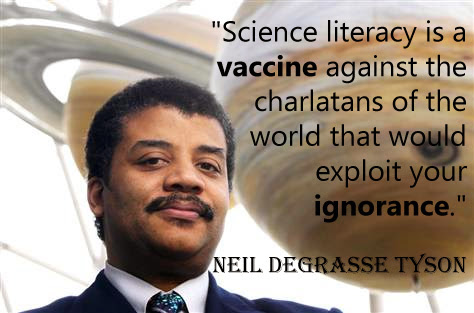 "Science literacy is a
vaccine against the
charlatans of the
world that would
exploit your
ignorance."
NEIL DEGRASSE TYSON